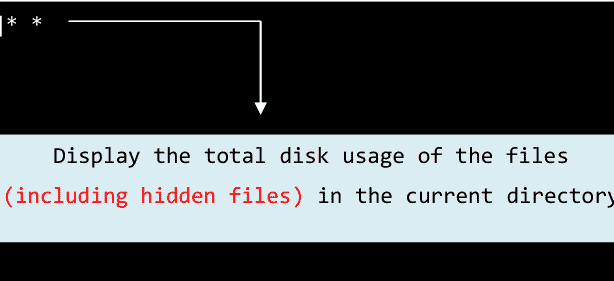 ]* *
Display the total disk usage of the files
(including hidden files) in the current directory